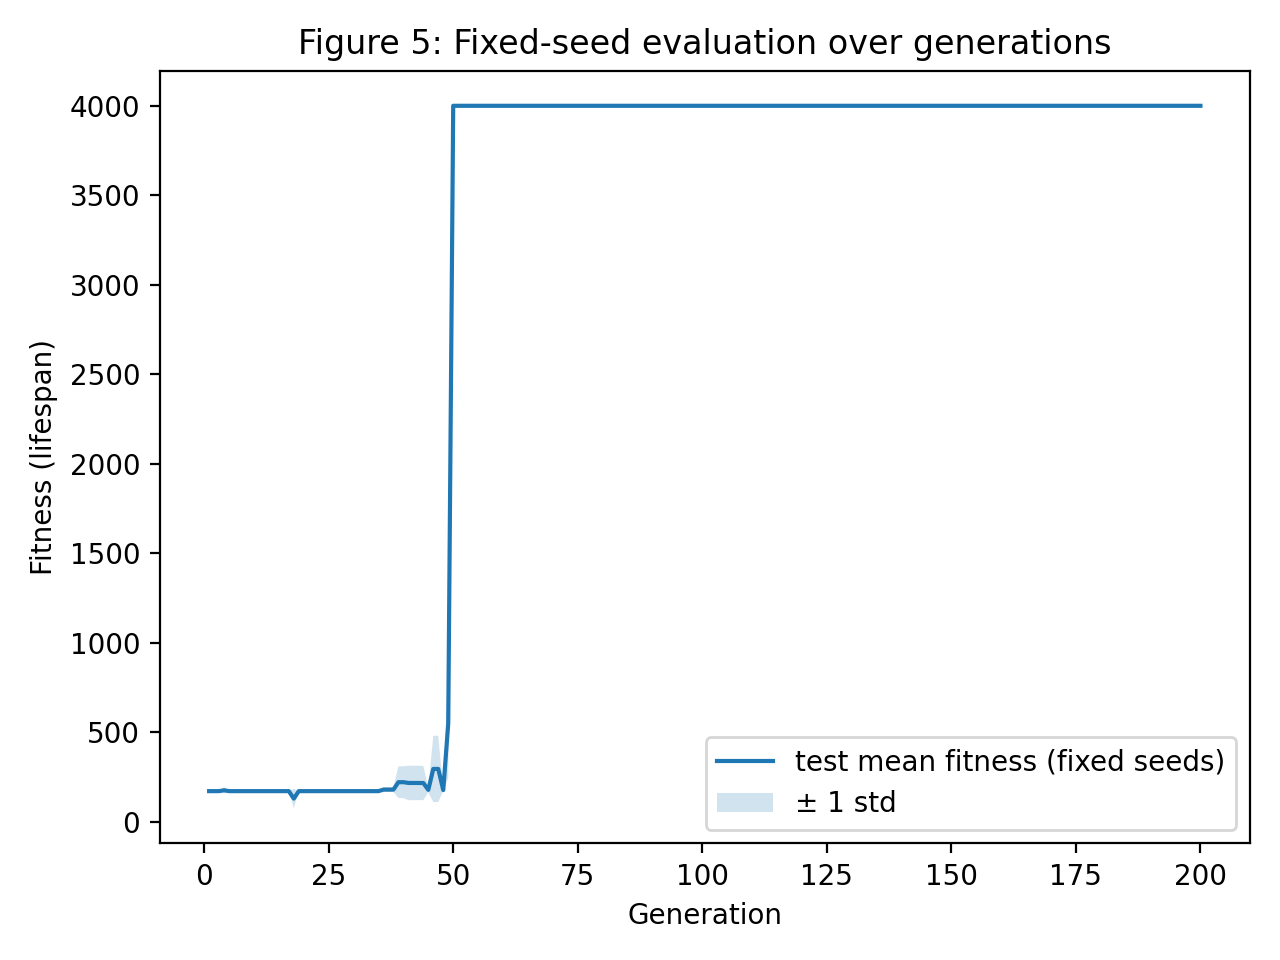 Figure 5: Fixed-seed evaluation over generations
4000
3500
3000
2500
2000
1500
1000
500
0
Fitness (lifespan)
test mean fitness (fixed seeds)
± 1 std
0 25 50 75 100 125 150 175 200
Generation